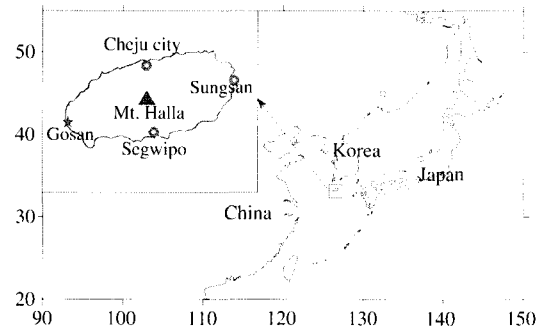 50
Cheju city
Sungsan
Mt. Halla
40
Gosan
Segwipo
Korea
Japan
30
China
20
90
100
110
120
130
140
150